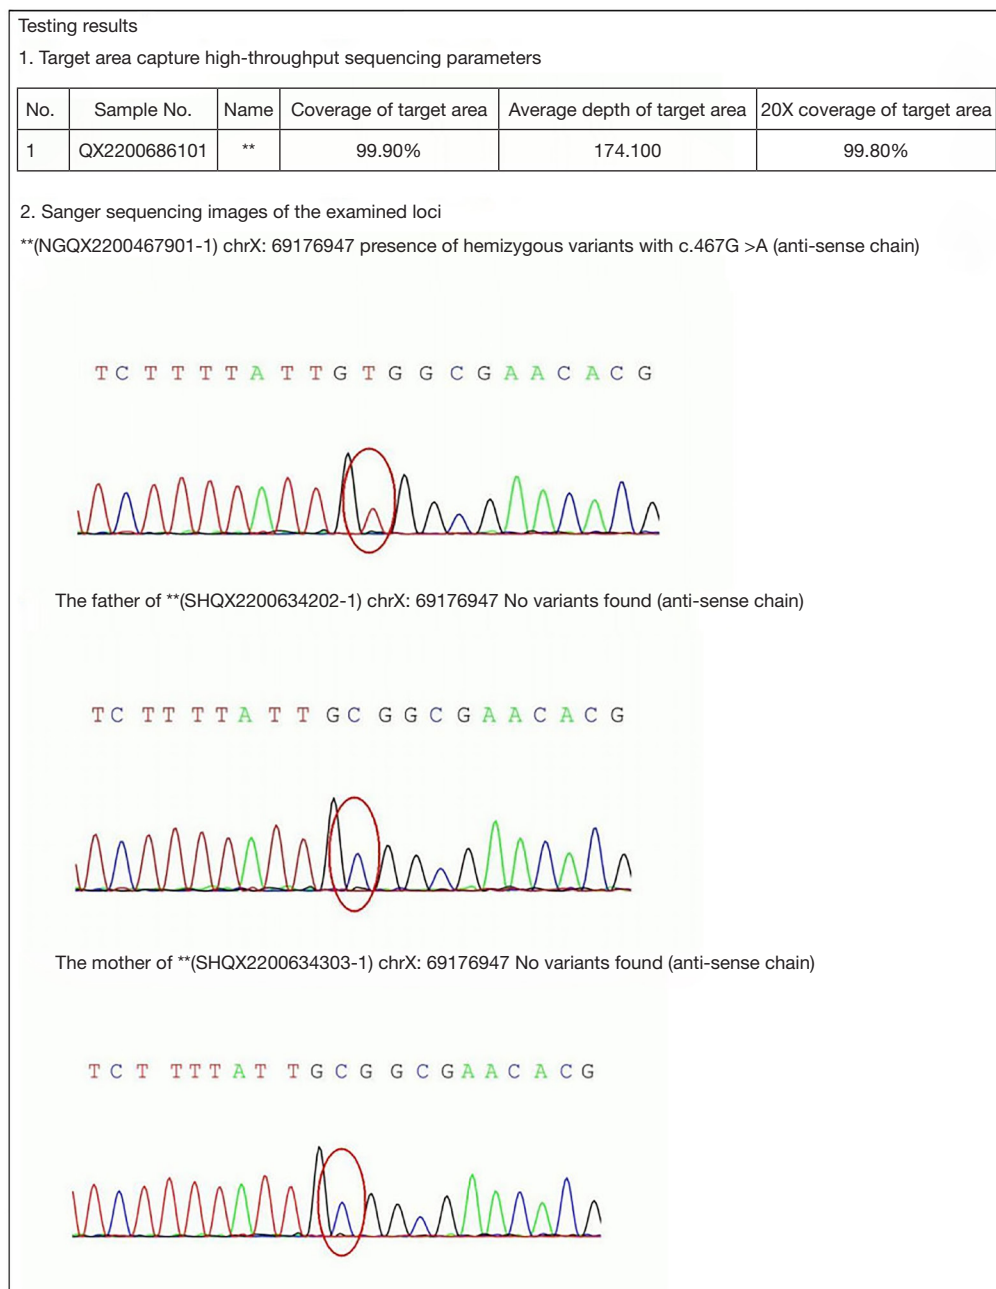 Testing results
1. Target area capture high-throughput sequencing parameters
No. Sample No. Name Coverage of target area Average depth of target area 20X coverage of target area
1 QX2200686101 ** 99.90% 174.100 99.80%
2. Sanger sequencing images of the examined loci
**(NGQX2200467901-1) chrX: 69176947 presence of hemizygous variants with c.467G >A (anti-sense chain)
T C T T T T A T T G T G G C G A A C A C G
The father of **(SHQX2200634202-1) chrX: 69176947 No variants found (anti-sense chain)
T C T T T T A T T G C G G C G A A C A C G
The mother of **(SHQX2200634303-1) chrX: 69176947 No variants found (anti-sense chain)
T C T T T T A T T G C G G C G A A C A C G